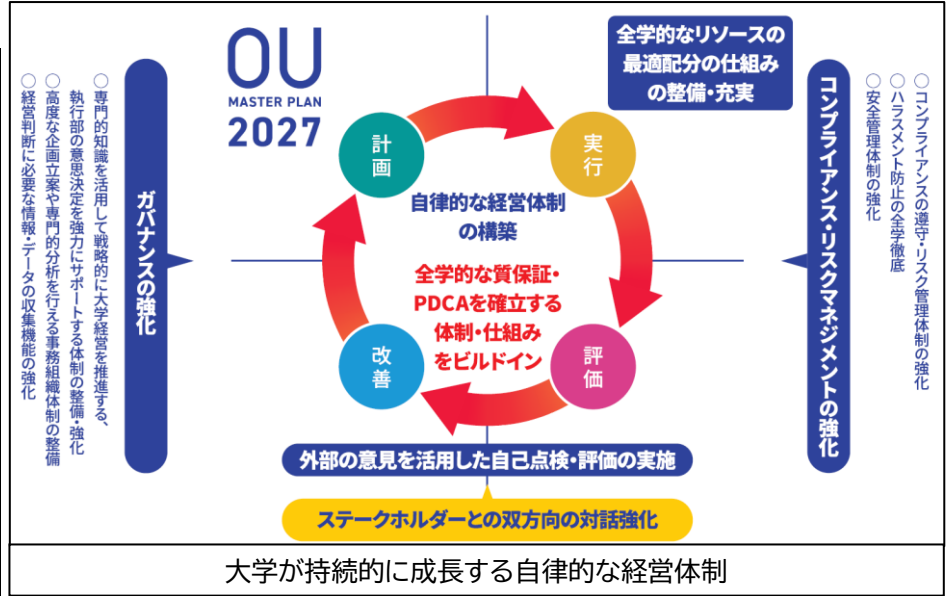 OU
MASTER PLAN
2027
全学的なリソースの
最適配分の仕組み
の整備・充実
計画
実行
評価
改善
自律的な経営体制
の構築
全学的な質保証・
PDCAを確立する
体制・仕組み
をビルドイン
コンプライアンス・リスクマネジメントの強化
○コンプライアンスの遵守・リスク管理体制の強化
○ハラスメント防止の全学徹底
○安全管理体制の強化
ガバナンスの強化
○専門的知識を活用して戦略的に大学経営を推進する、
執行部の意思決定を強力にサポートする体制の整備・強化
○高度な企画立案や専門的分析を行える事務組織体制の整備
○経営判断に必要な情報・データの収集機能の強化
外部の意見を活用した自己点検・評価の実施
ステークホルダーとの双方向の対話強化
大学が持続的に成長する自律的な経営体制